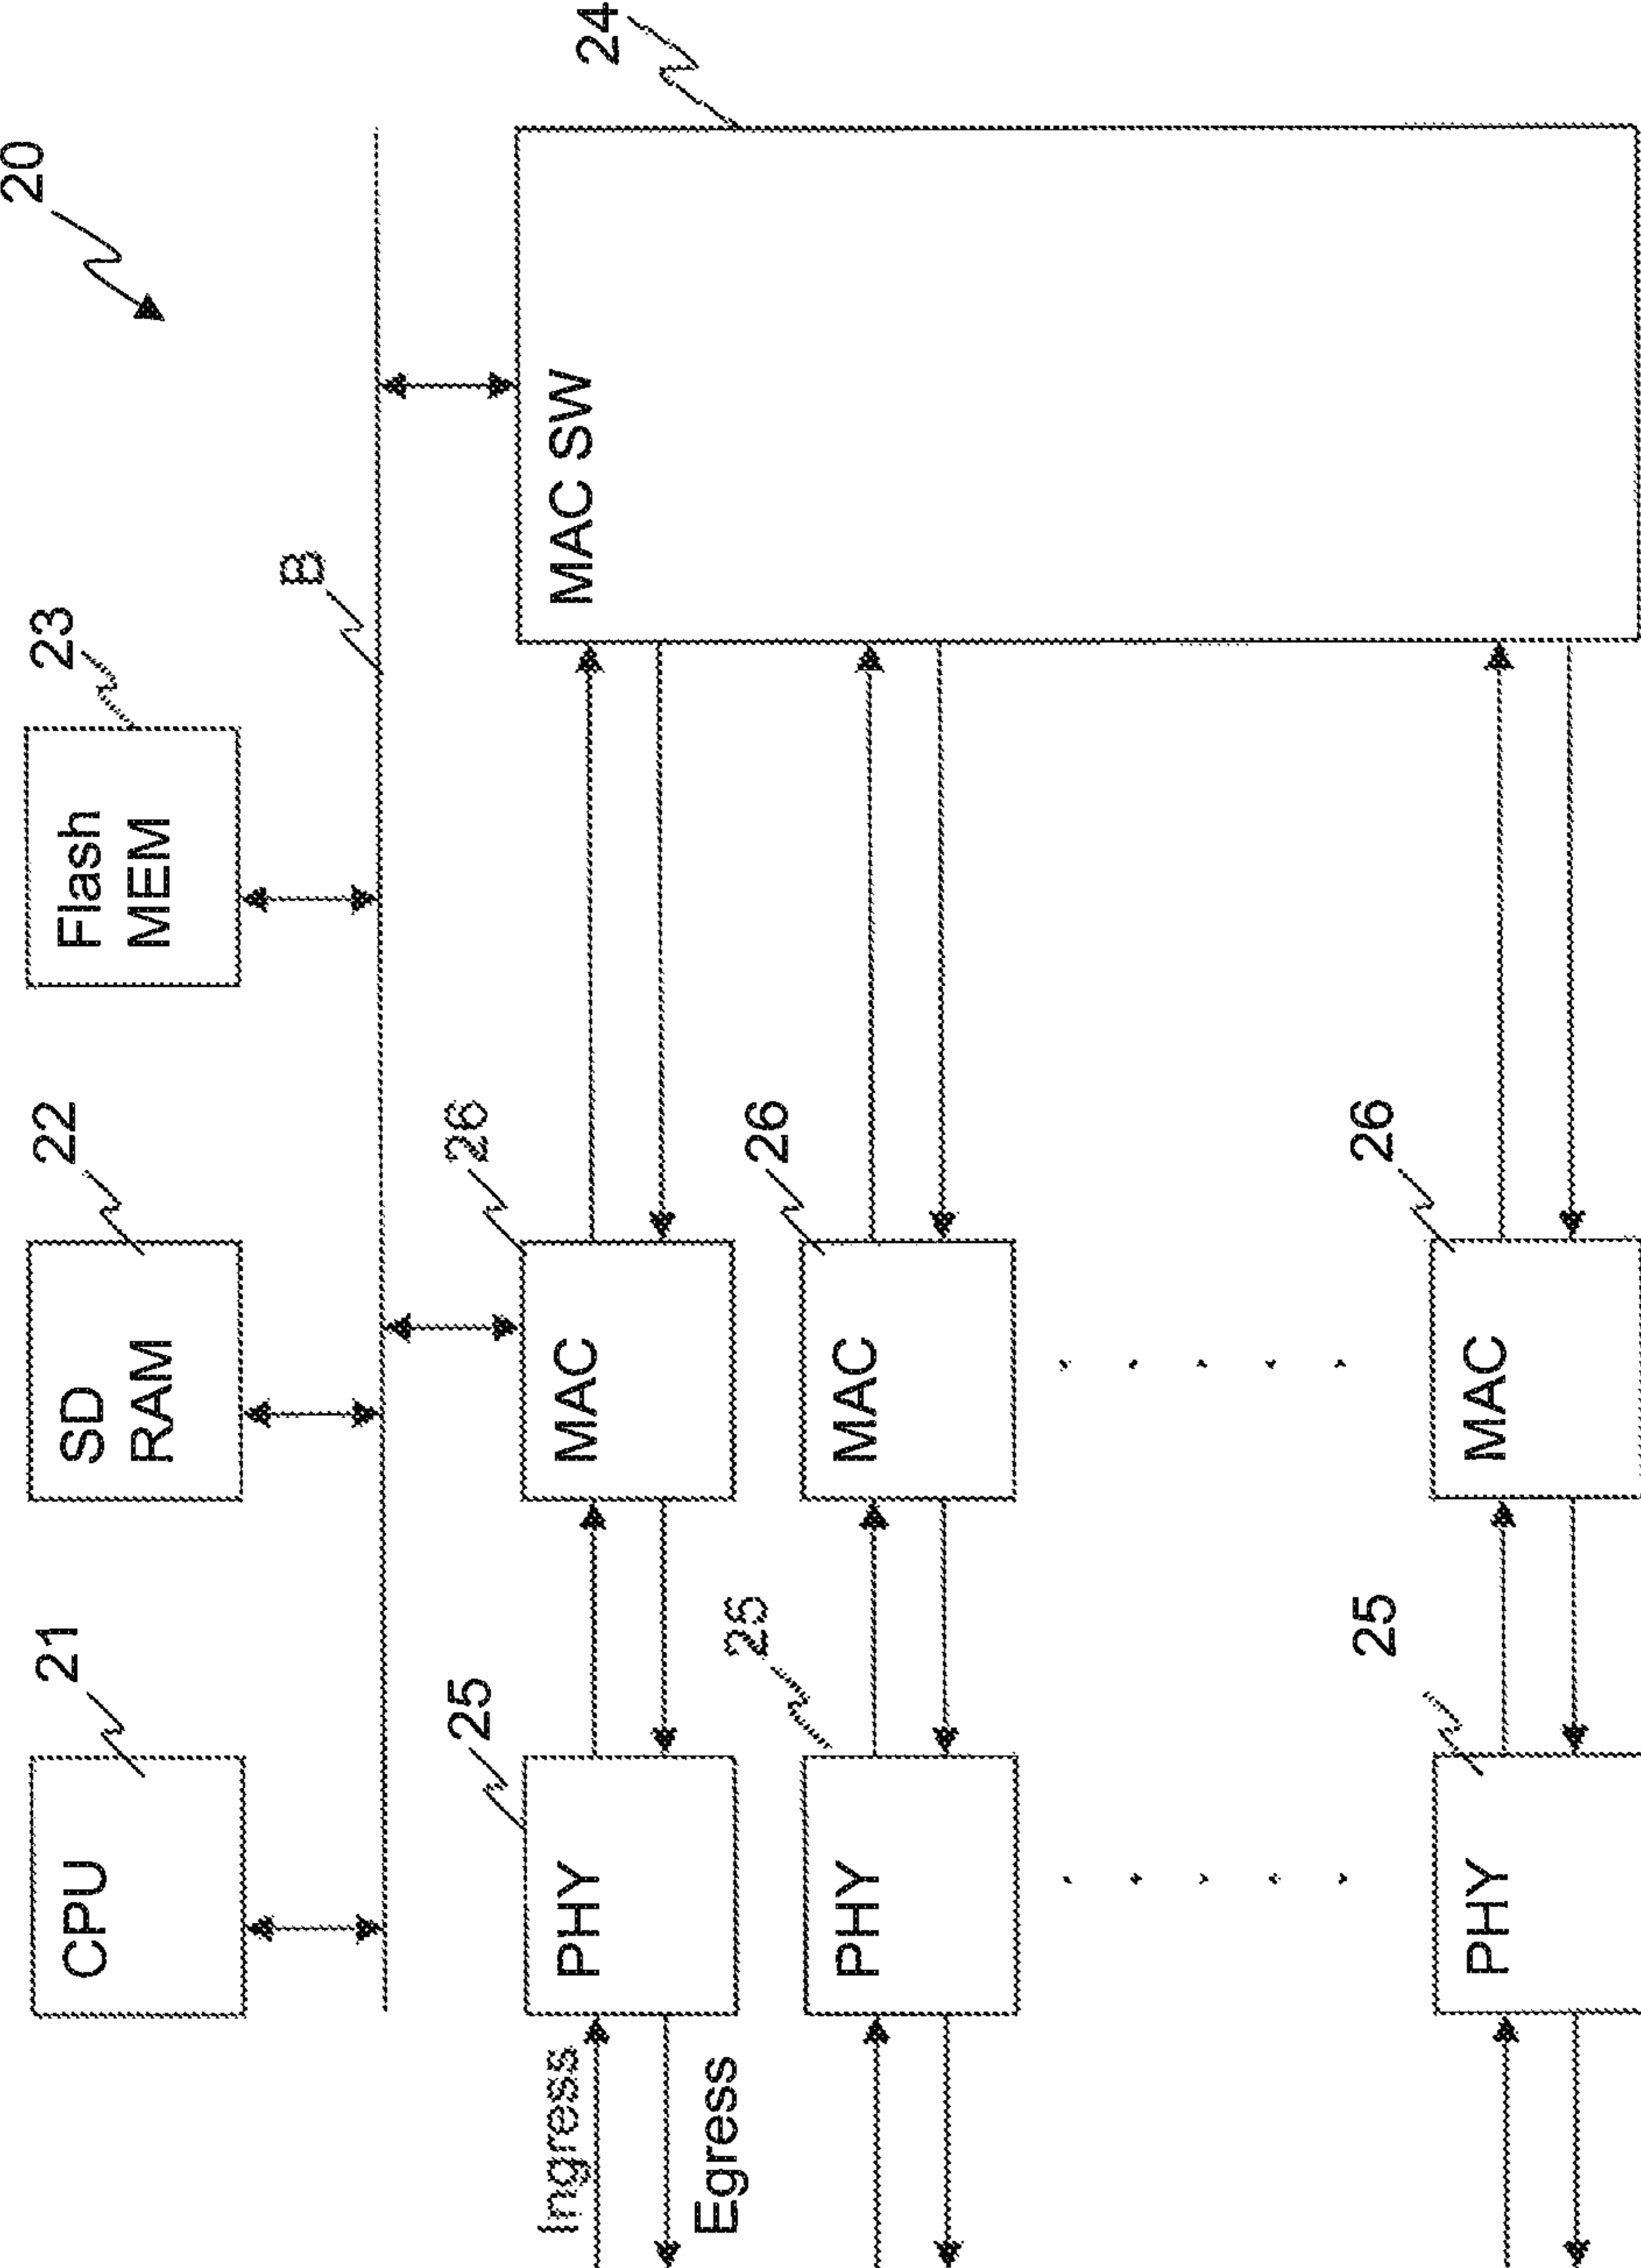 20
21
22
23
CPU
SD
RAM
Flash
MEM
B
24
25
26
Ingress
PHY
MAC
MAC SW
Egress
25
26
PHY
MAC
25
26
PHY
MAC